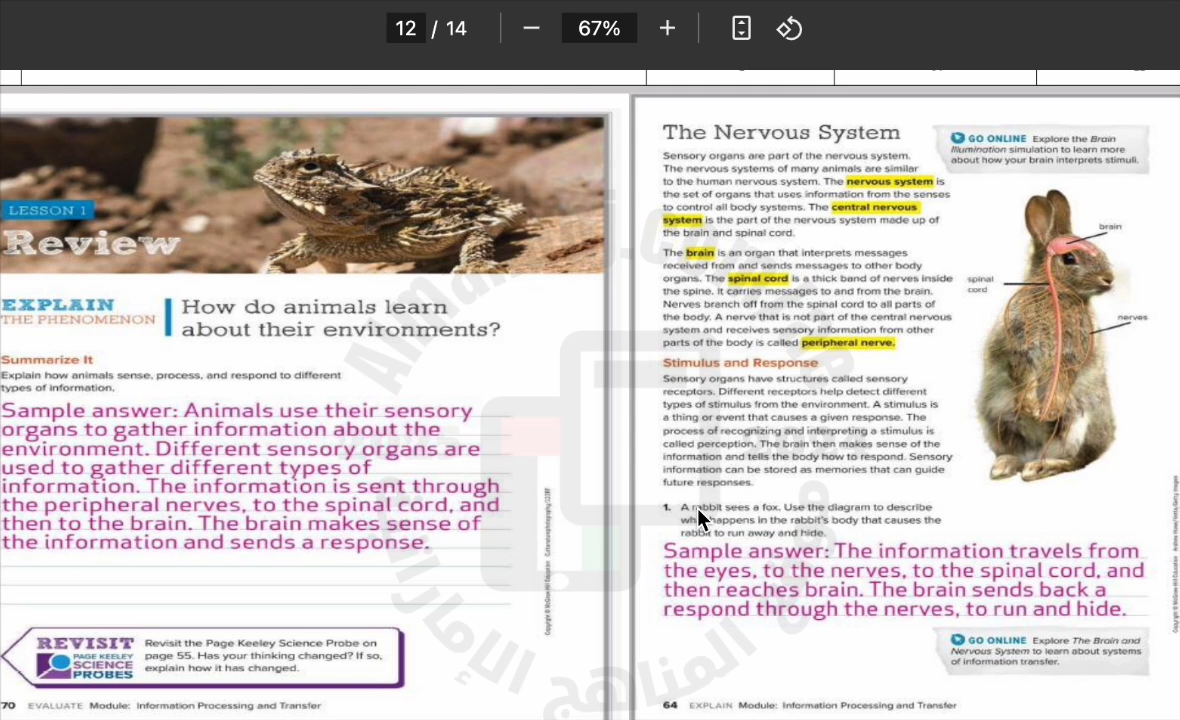 12 / 14
67%
LESSON 1
Review
EXPLAIN
THE PHENOMENON
How do animals learn
about their environments?
Summarize It
Explain how animals sense, process, and respond to different
types of information.
Sample answer: Animals use their sensory
organs to gather information about the
environment. Different sensory organs are
used to gather different types of
information. The information is sent through
the peripheral nerves, to the spinal cord, and
then to the brain. The brain makes sense of
the information and sends a response.
REVISIT
PAGE KEELEY
SCIENCE
PROBES
Revisit the Page Keeley Science Probe on
page 55. Has your thinking changed? If so,
explain how it has changed.
70 EVALUATE Module: Information Processing and Transfer
The Nervous System
GO ONLINE Explore the Brain
Illumination simulation to learn more
about how your brain interprets stimuli.
Sensory organs are part of the nervous system.
The nervous systems of many animals are similar
to the human nervous system. The nervous system is
the set of organs that uses information from the senses
to control all body systems. The central nervous
system is the part of the nervous system made up of
the brain and spinal cord.
The brain is an organ that interprets messages
received from and sends messages to other body
organs. The spinal cord is a thick band of nerves inside
the spine. It carries messages to and from the brain.
Nerves branch off from the spinal cord to all parts of
the body. A nerve that is not part of the central nervous
system and receives sensory information from other
parts of the body is called peripheral nerve.
brain
spinal
cord
nerves
Stimulus and Response
Sensory organs have structures called sensory
receptors. Different receptors help detect different
types of stimulus from the environment. A stimulus is
a thing or event that causes a given response. The
process of recognizing and interpreting a stimulus is
called perception. The brain then makes sense of the
information and tells the body how to respond. Sensory
information can be stored as memories that can guide
future responses.
1. A rabbit sees a fox. Use the diagram to describe
what happens in the rabbit's body that causes the
rabbit to run away and hide.
Sample answer: The information travels from
the eyes, to the nerves, to the spinal cord, and
then reaches brain. The brain sends back a
respond through the nerves, to run and hide.
GO ONLINE Explore The Brain and
Nervous System to learn about systems
of information transfer.
64 EXPLAIN Module: Information Processing and Transfer